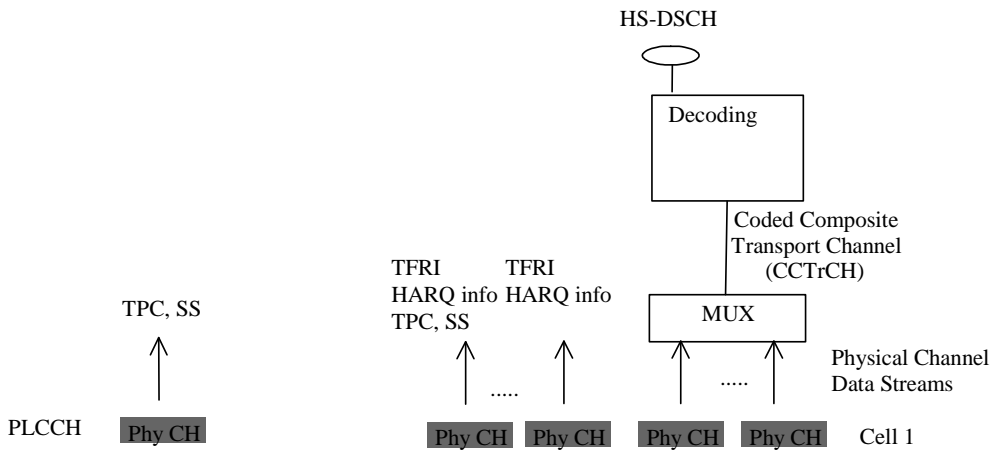 HS-DSCH
Decoding
Coded Composite
Transport Channel
(CCTrCH)
TFRI
HARQ info
TPC, SS
TFRI
HARQ info
TPC, SS
MUX
Physical Channel
Data Streams
.....
.....
PLCCH
Phy CH
Phy CH
Phy CH
Phy CH
Phy CH
Cell 1